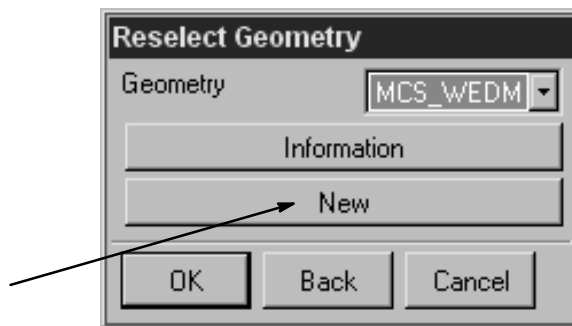 Reselect Geometry
Geometry MCS_WEDM
Information
New
OK Back Cancel